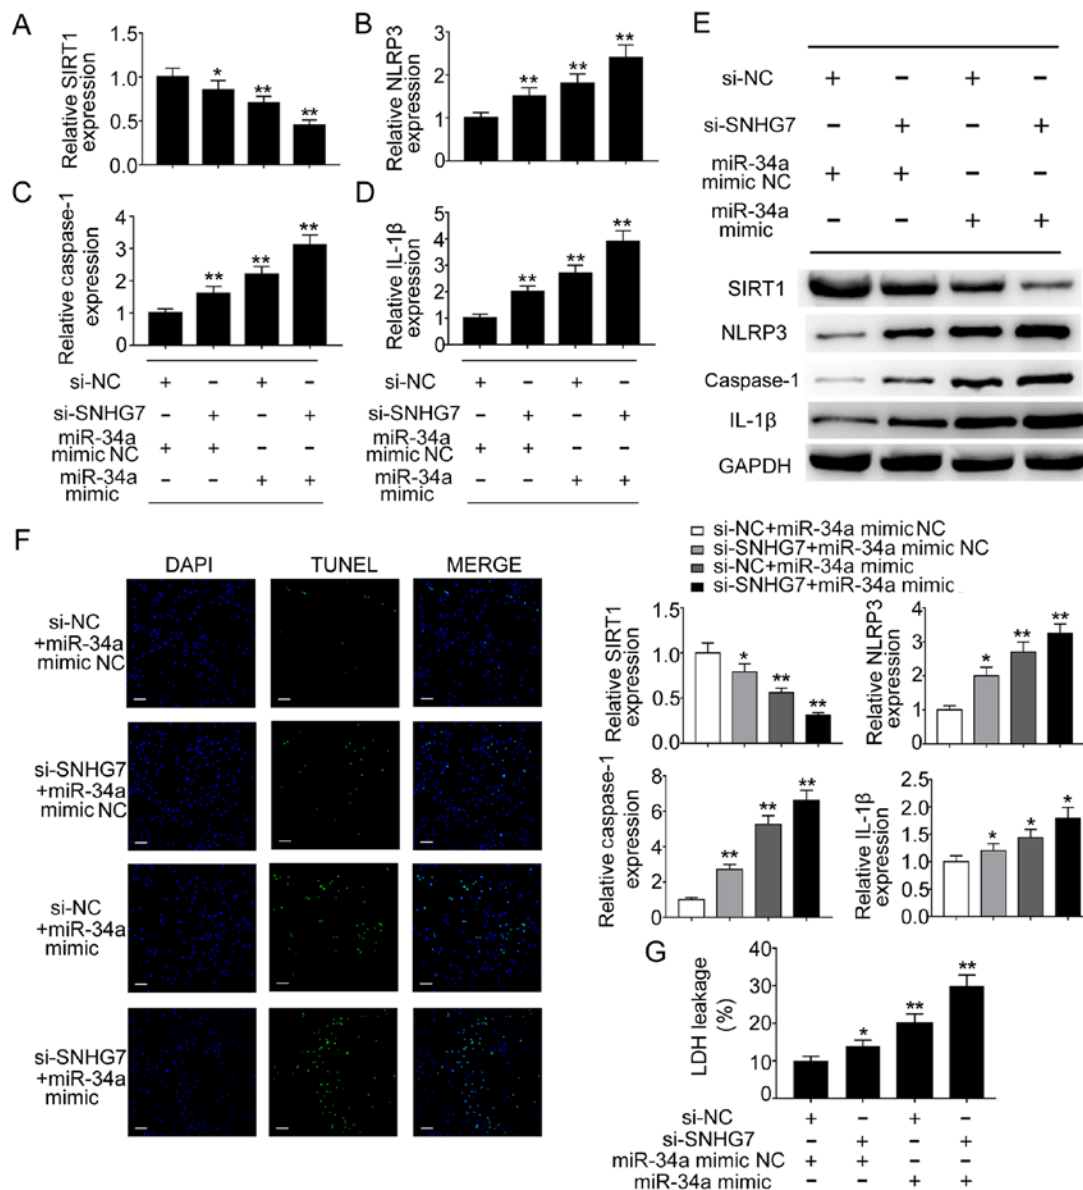 A
Relative SIRT1
expression
1.5
1.0
0.5
0.0
*
**
**
B
Relative NLRP3
expression
3
2
1
0
**
**
**
C
Relative caspase-1
expression
4
3
2
1
0
**
**
**
D
Relative IL-1β
expression
5
4
3
2
1
0
**
**
**
si-NC + - + -
si-SNHG7 - + - +
miR-34a
mimic NC + + - -
miR-34a
mimic - - + +
si-NC + - + -
si-SNHG7 - + - +
miR-34a
mimic NC + + - -
miR-34a
mimic - - + +
E
si-NC + - + -
si-SNHG7 - + - +
miR-34a
mimic NC + + - -
miR-34a
mimic - - + +
SIRT1
NLRP3
Caspase-1
IL-1β
GAPDH
si-NC+miR-34a mimic NC
si-SNHG7+miR-34a mimic NC
si-NC+miR-34a mimic
si-SNHG7+miR-34a mimic
Relative SIRT1
expression
1.5
1.0
0.5
0.0
*
**
**
Relative NLRP3
expression
4
3
2
1
0
*
**
**
Relative caspase-1
expression
8
6
4
2
0
**
**
**
Relative IL-1β
expression
2.5
2.0
1.5
1.0
0.5
0.0
*
*
*
F
DAPI TUNEL MERGE
si-NC
+miR-34a
mimic NC
si-SNHG7
+miR-34a
mimic NC
si-NC
+miR-34a
mimic
si-SNHG7
+miR-34a
mimic
G
LDH leakage
(%)
40
30
20
10
0
*
**
**
si-NC + - + -
si-SNHG7 - + - +
miR-34a mimic NC + + - -
miR-34a mimic - - + +